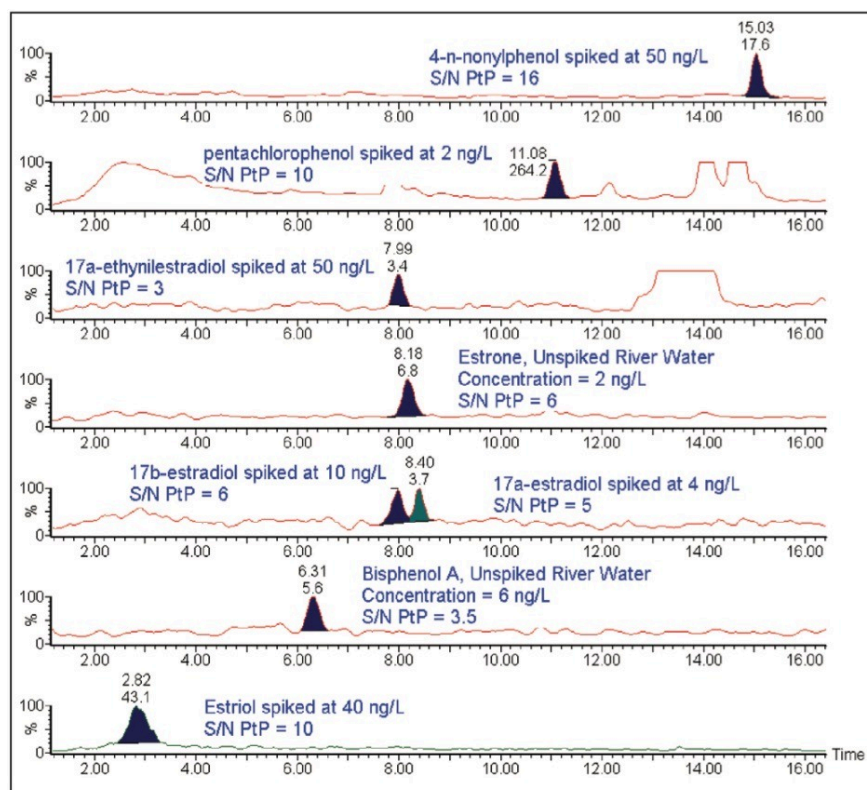 15.03
17.6
4-n-nonylphenol spiked at 50 ng/L
S/N PtP = 16
100
%
0
2.00 4.00 6.00 8.00 10.00 12.00 14.00 16.00
pentachlorophenol spiked at 2 ng/L
S/N PtP = 10
11.08
264.2
100
%
0
2.00 4.00 6.00 8.00 10.00 12.00 14.00 16.00
7.99
3.4
17a-ethynilestradiol spiked at 50 ng/L
S/N PtP = 3
100
%
0
2.00 4.00 6.00 8.00 10.00 12.00 14.00 16.00
8.18
6.8
Estrone, Unspiked River Water
Concentration = 2 ng/L
S/N PtP = 6
100
%
0
2.00 4.00 6.00 8.00 10.00 12.00 14.00 16.00
17b-estradiol spiked at 10 ng/L
S/N PtP = 6
8.40
3.7
17a-estradiol spiked at 4 ng/L
S/N PtP = 5
100
%
0
2.00 4.00 6.00 8.00 10.00 12.00 14.00 16.00
6.31
5.6
Bisphenol A, Unspiked River Water
Concentration = 6 ng/L
S/N PtP = 3.5
100
%
0
2.00 4.00 6.00 8.00 10.00 12.00 14.00 16.00
2.82
43.1
Estriol spiked at 40 ng/L
S/N PtP = 10
100
%
0
2.00 4.00 6.00 8.00 10.00 12.00 14.00 16.00
Time